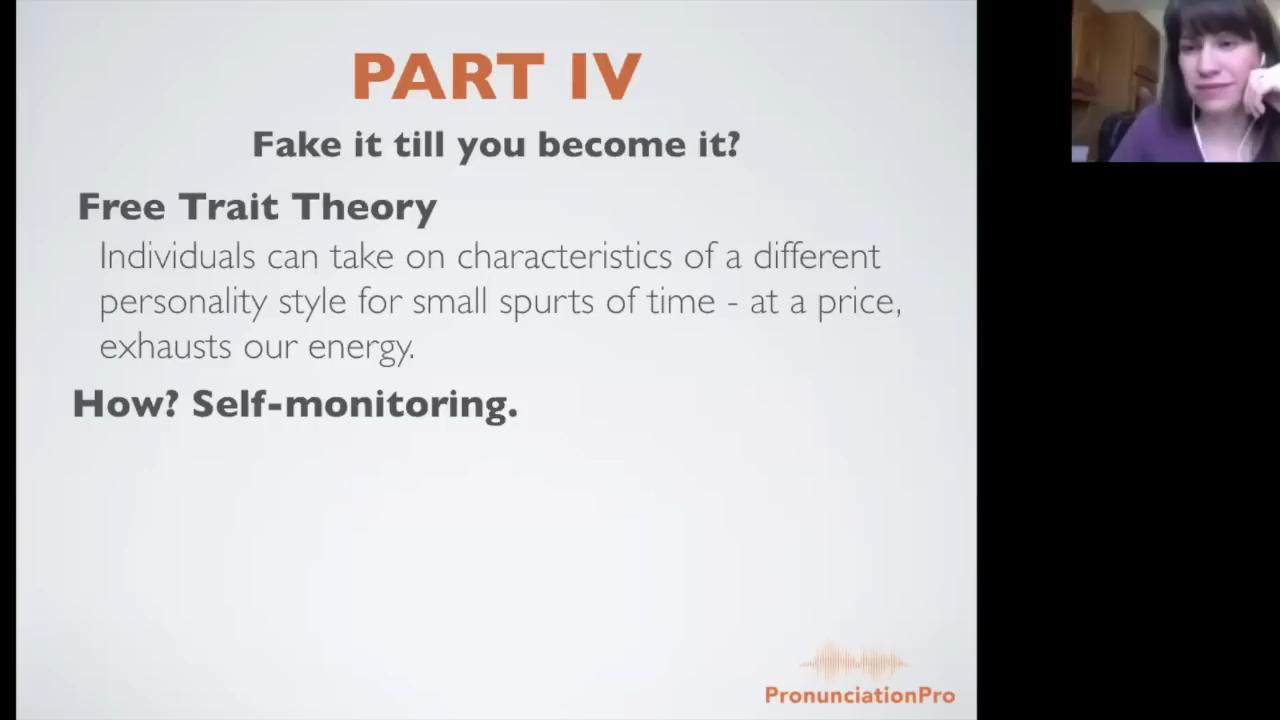 PART IV
Fake it till you become it?
Free Trait Theory
Individuals can take on characteristics of a different
personality style for small spurts of time - at a price,
exhausts our energy.
How? Self-monitoring.
PronunciationPro